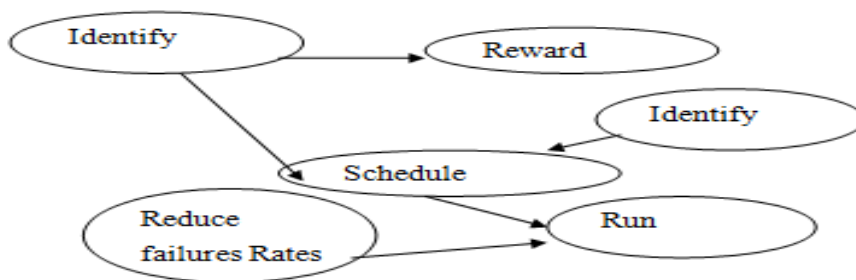 Identify
Reward
Identify
Schedule
Reduce
failures Rates
Run